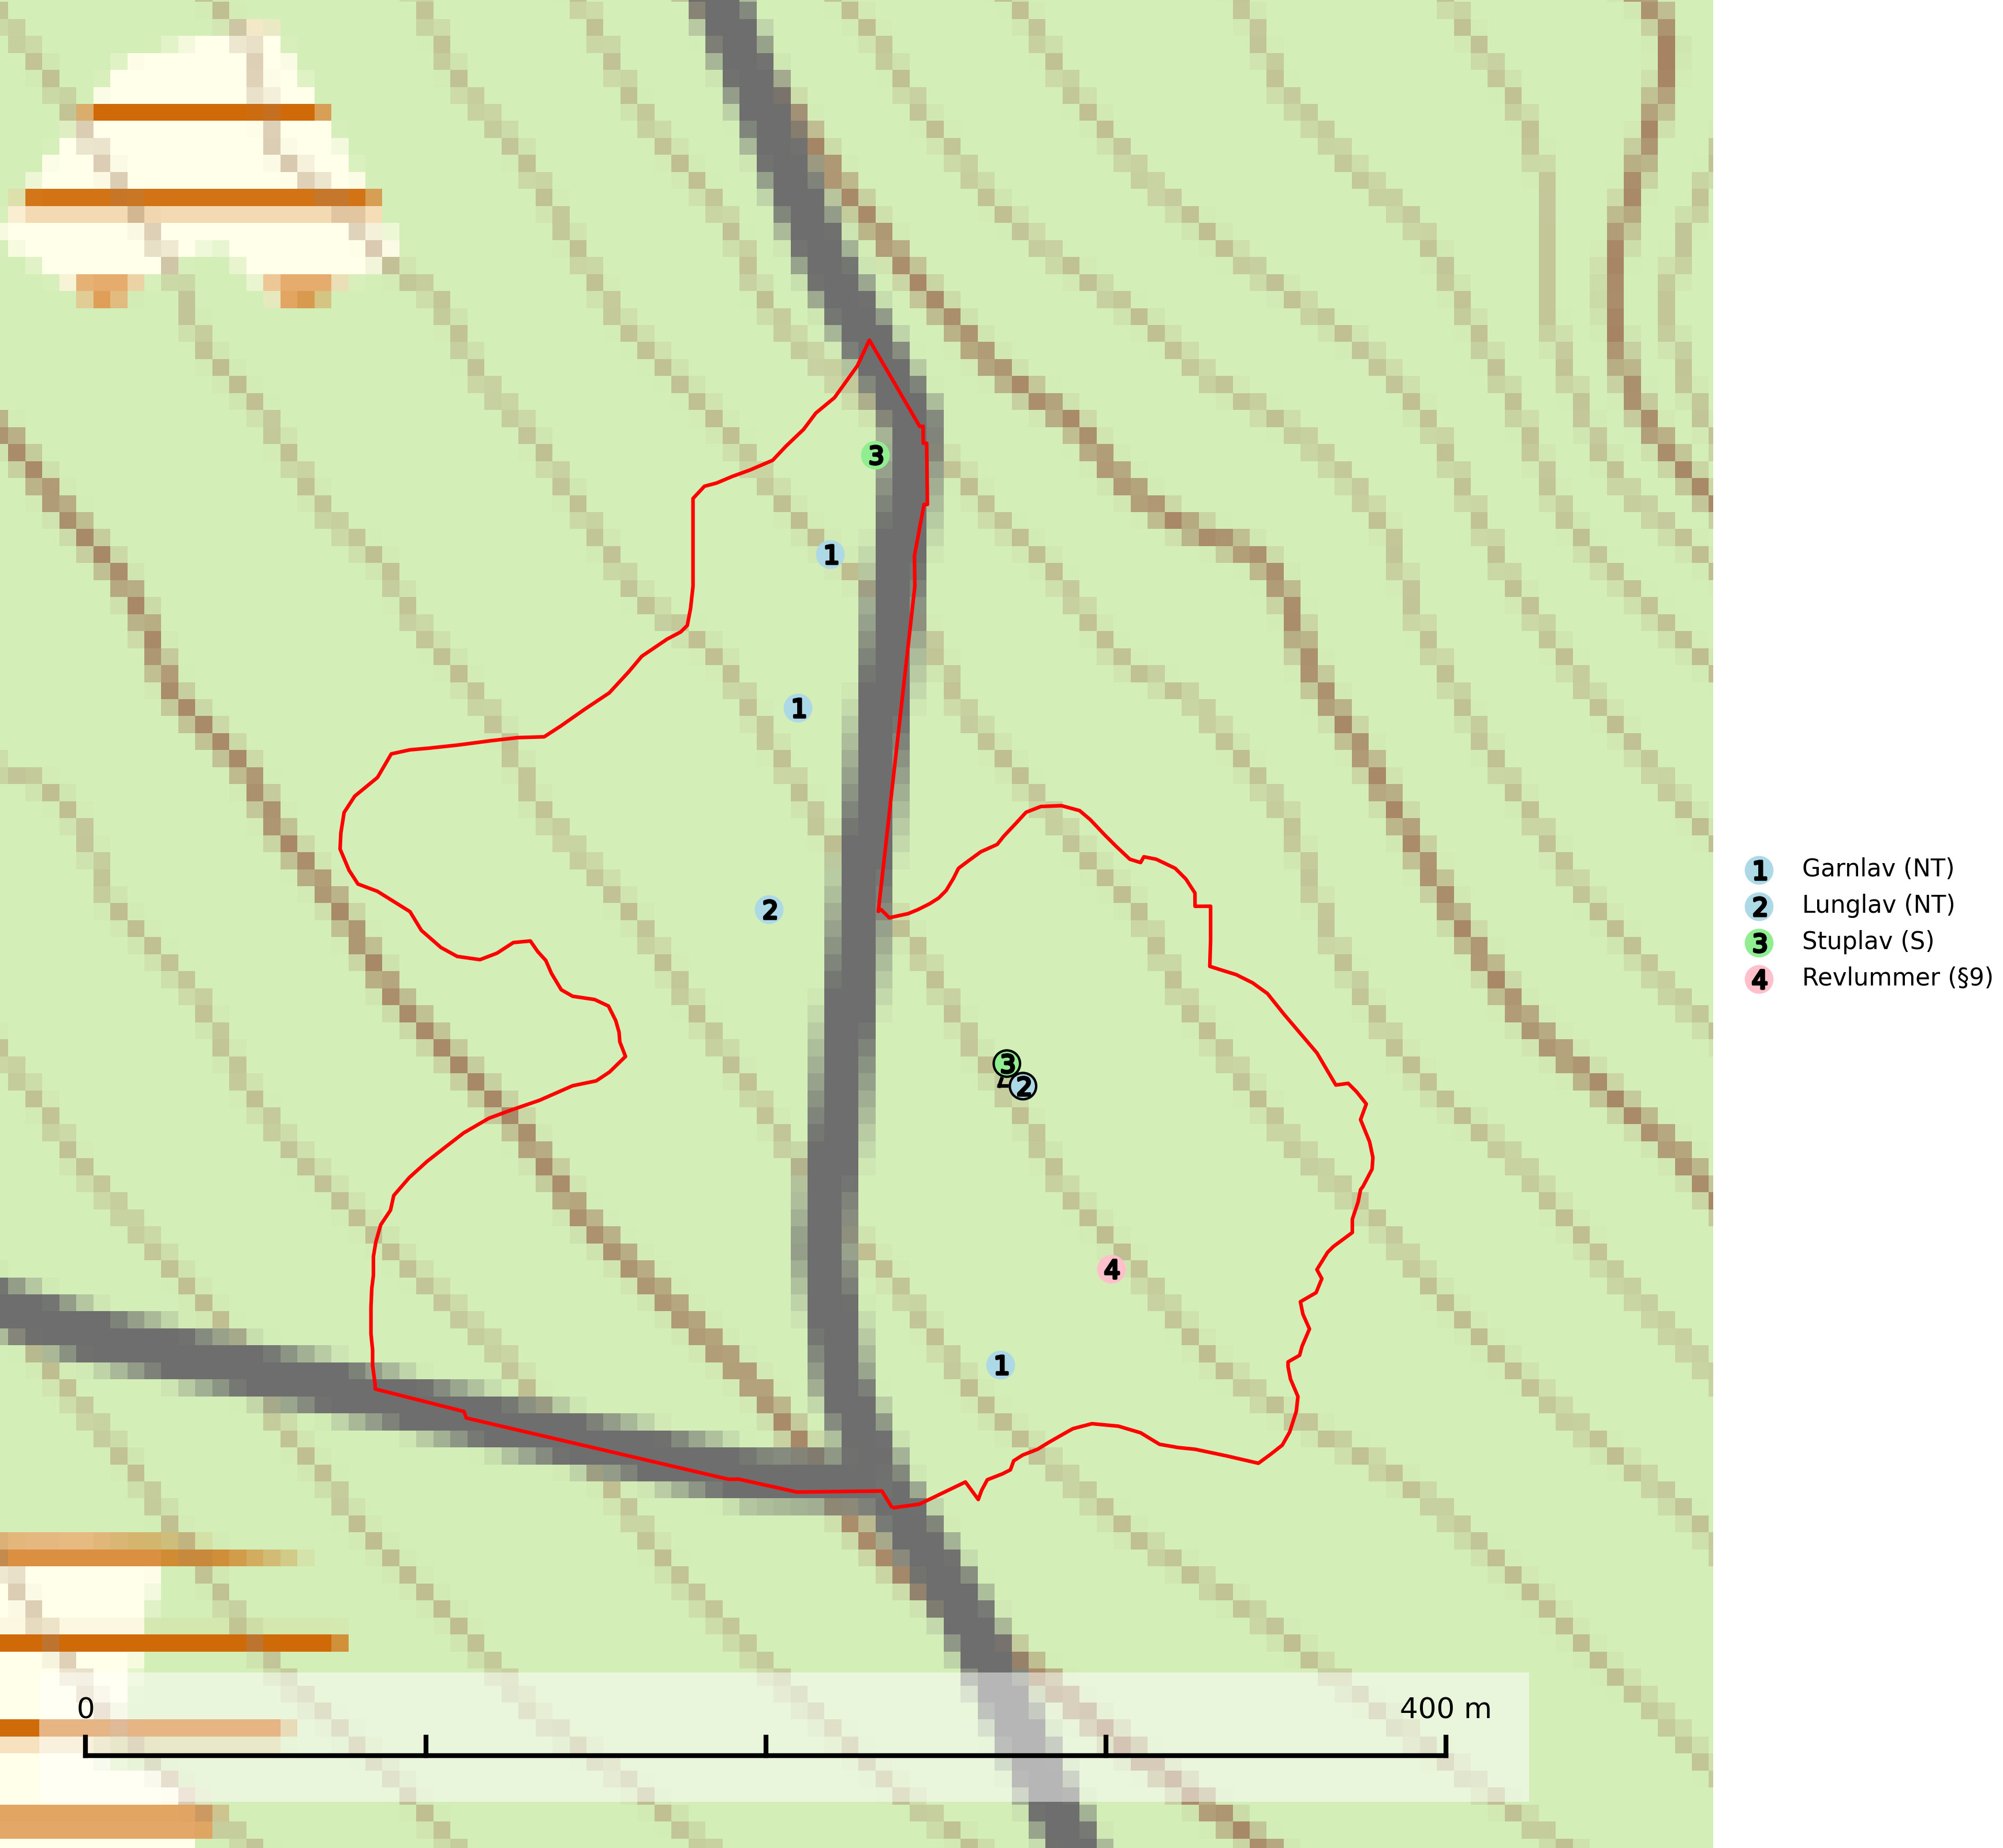 3
1
1
2
3
2
4
1
1 Garnlav (NT)
2 Lunglav (NT)
3 Stuplav (S)
4 Revlummer (§9)
0 400 m